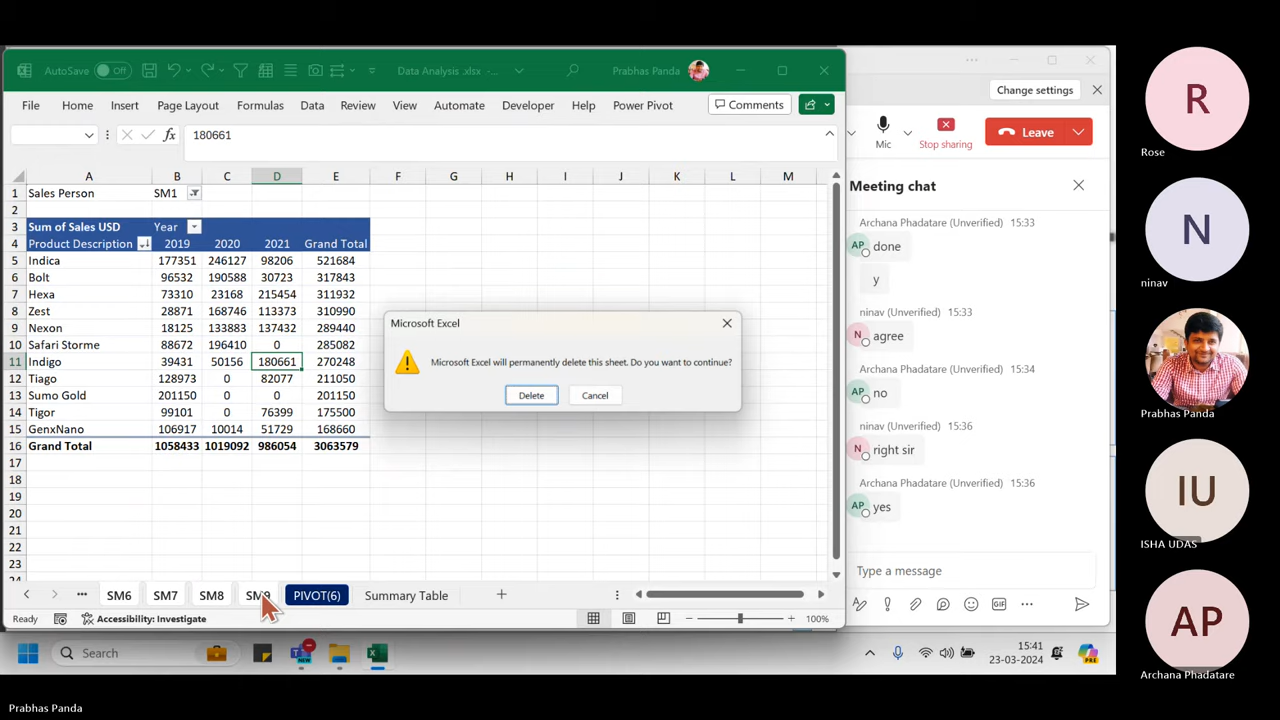 AutoSave Off Data Analysis .xlsx -... Prabhas Panda
File Home Insert Page Layout Formulas Data Review View Automate Developer Help Power Pivot Comments
fx 180661
A B C D E F G H I J K L M
1 Sales Person SM1
2
3 Sum of Sales USD Year
4 Product Description 2019 2020 2021 Grand Total
5 Indica 177351 246127 98206 521684
6 Bolt 96532 190588 30723 317843
7 Hexa 73310 23168 215454 311932
8 Zest 28871 168746 113373 310990
9 Nexon 18125 133883 137432 289440
10 Safari Storme 88672 196410 0 285082
11 Indigo 39431 50156 180661 270248
12 Tiago 128973 0 82077 211050
13 Sumo Gold 201150 0 0 201150
14 Tigor 99101 0 76399 175500
15 GenxNano 106917 10014 51729 168660
16 Grand Total 1058433 1019092 986054 3063579
17
18
19
20
21
22
23
24
Microsoft Excel
Microsoft Excel will permanently delete this sheet. Do you want to continue?
Delete Cancel
SM6 SM7 SM8 PIVOT(6) Summary Table
Ready Accessibility: Investigate 100%
Search
NEW
PRE
15:41
23-03-2024
Change settings
Mic
Stop sharing
Leave
Meeting chat
Archana Phadatare (Unverified) 15:33
AP done
y
ninav (Unverified) 15:33
N agree
Archana Phadatare (Unverified) 15:34
AP no
ninav (Unverified) 15:36
N right sir
Archana Phadatare (Unverified) 15:36
AP yes
Type a message
GIF
R
Rose
N
ninav
Prabhas Panda
IU
ISHA UDAS
AP
Archana Phadatare
Prabhas Panda